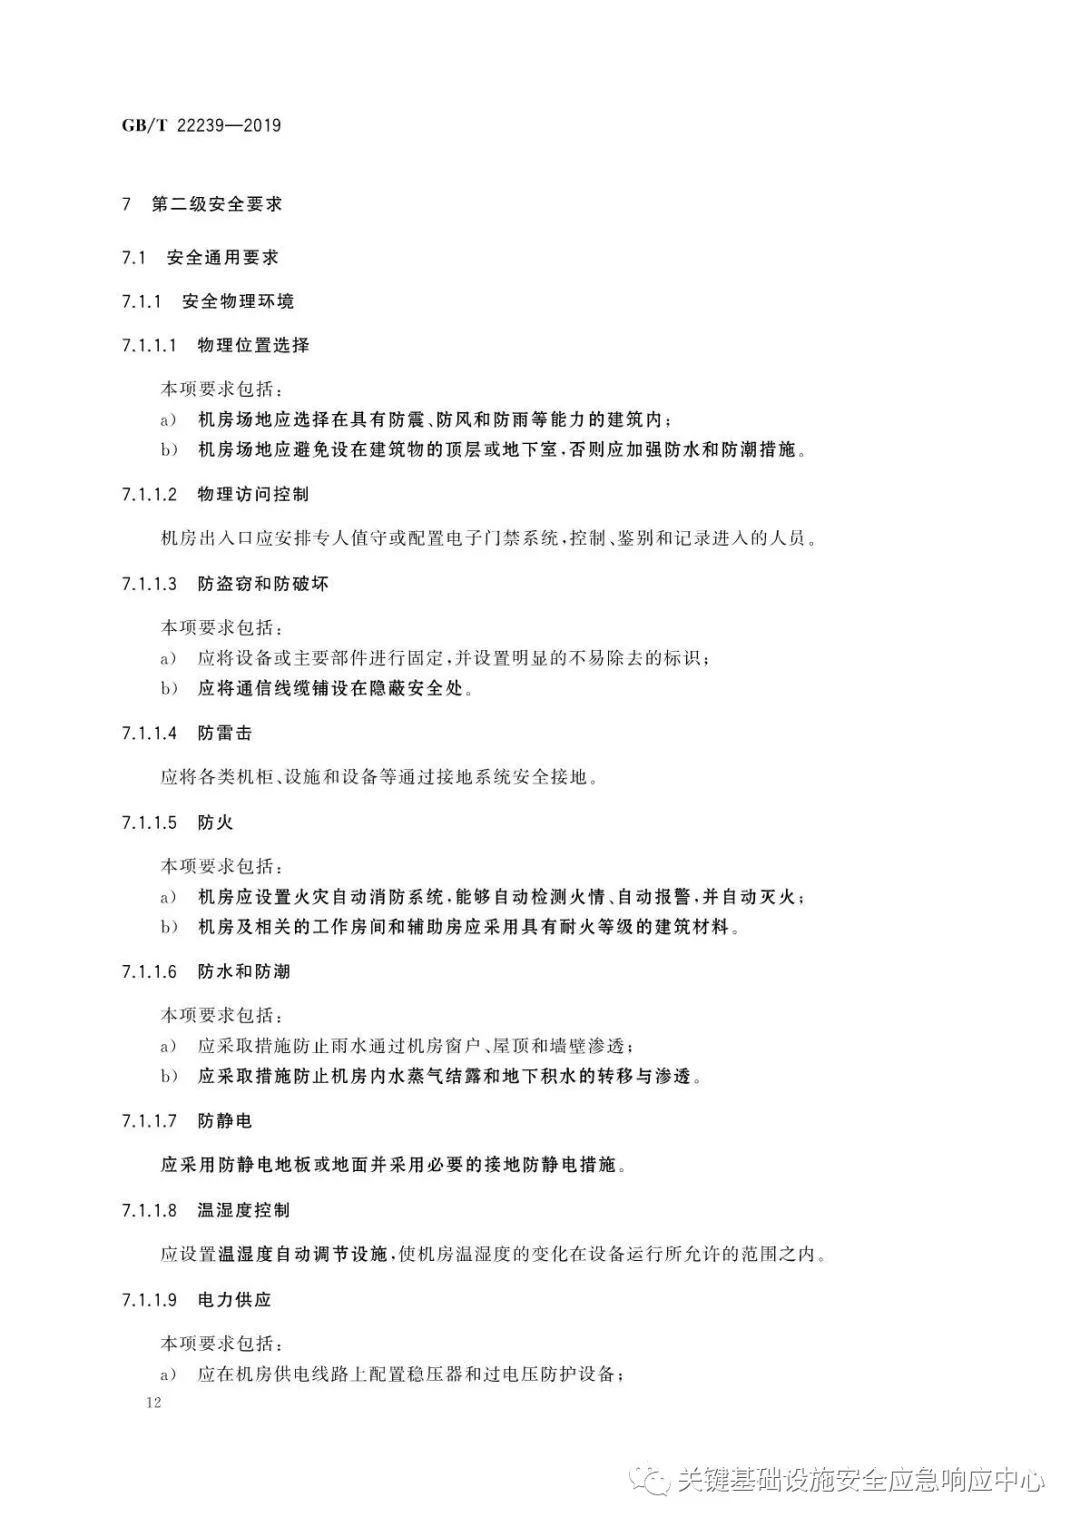 GB/T 22239—2019
7 第二级安全要求
7.1 安全通用要求
7.1.1 安全物理环境
7.1.1.1 物理位置选择
本项要求包括:
a) 机房场地应选择在具有防震、防风和防雨等能力的建筑内;
b) 机房场地应避免设在建筑物的顶层或地下室,否则应加强防水和防潮措施。
7.1.1.2 物理访问控制
机房出入口应安排专人值守或配置电子门禁系统,控制、鉴别和记录进入的人员。
7.1.1.3 防盗窃和防破坏
本项要求包括:
a) 应将设备或主要部件进行固定,并设置明显的不易除去的标识;
b) 应将通信线缆铺设在隐蔽安全处。
7.1.1.4 防雷击
应将各类机柜、设施和设备等通过接地系统安全接地。
7.1.1.5 防火
本项要求包括:
a) 机房应设置火灾自动消防系统,能够自动检测火情、自动报警,并自动灭火;
b) 机房及相关的工作房间和辅助房应采用具有耐火等级的建筑材料。
7.1.1.6 防水和防潮
本项要求包括:
a) 应采取措施防止雨水通过机房窗户、屋顶和墙壁渗透;
b) 应采取措施防止机房内水蒸气结露和地下积水的转移与渗透。
7.1.1.7 防静电
应采用防静电地板或地面并采用必要的接地防静电措施。
7.1.1.8 温湿度控制
应设置温湿度自动调节设施,使机房温湿度的变化在设备运行所允许的范围之内。
7.1.1.9 电力供应
本项要求包括:
a) 应在机房供电线路上配置稳压器和过电压防护设备;
12
关键基础设施安全应急响应中心